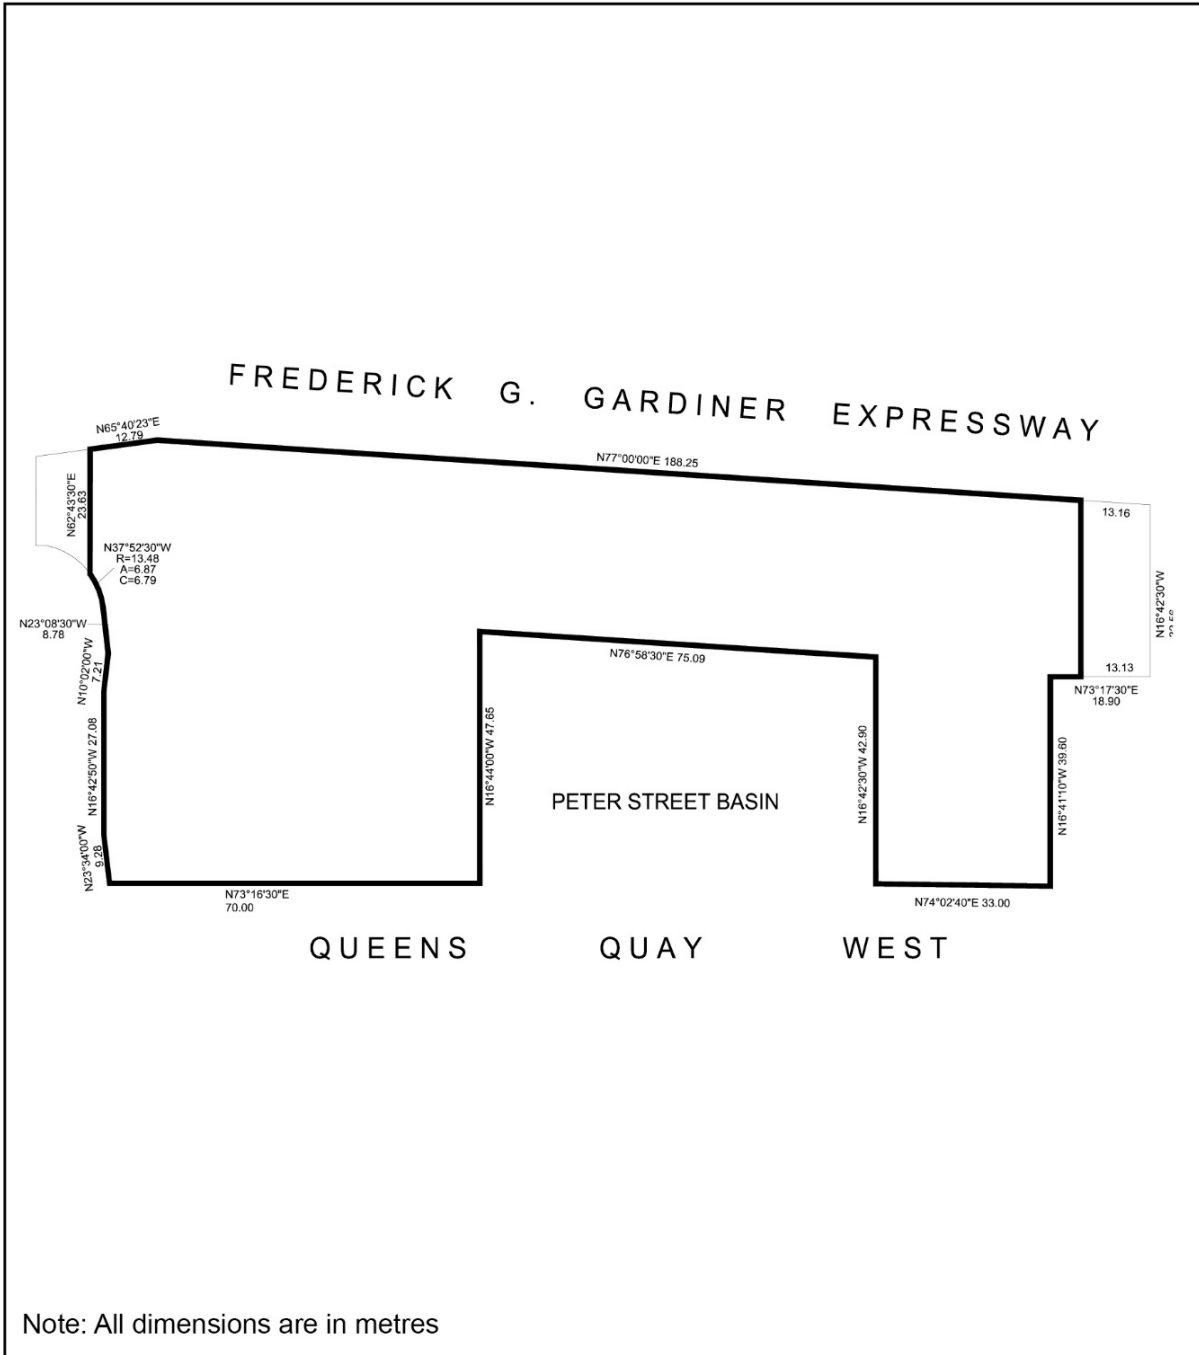 FREDERICK G. GARDINER EXPRESSWAY
N65°40'23"E
12.79
N77°00'00"E 188.25
13.16
N62°43'30"E
23.63
N37°52'30"W
R=13.48
A=6.87
C=6.79
N16°42'30"W
N23°08'30"W
8.78
N76°58'30"E 75.09
13.13
N10°02'00"W
7.21
N73°17'30"E
18.90
N16°42'50"W 27.08
N16°44'00"W 47.65
N16°42'30"W 42.90
N16°41'10"W 39.60
PETER STREET BASIN
N23°34'00"W
9.28
N73°16'30"E
70.00
N74°02'40"E 33.00
QUEENS QUAY WEST
Note: All dimensions are in metres